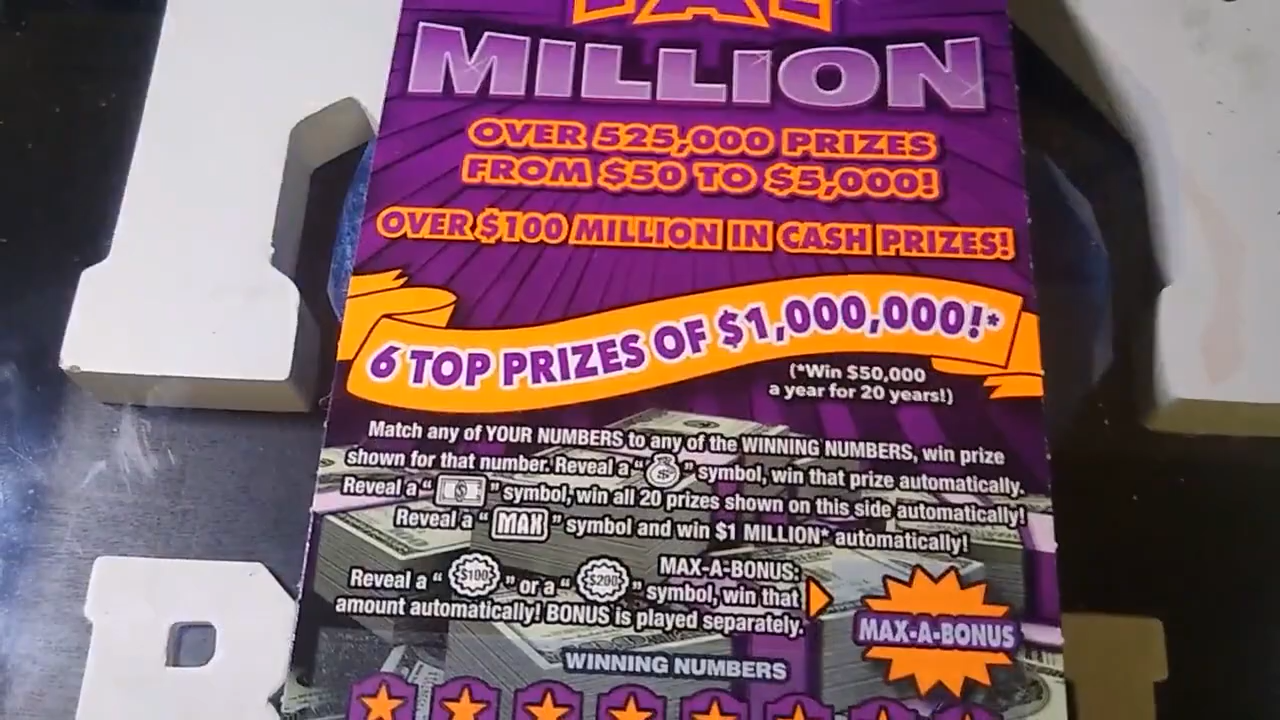 MILLION
OVER 525,000 PRIZES
FROM $50 TO $5,000!
OVER $100 MILLION IN CASH PRIZES!
6 TOP PRIZES OF $1,000,000!*
(*Win $50,000
a year for 20 years!)
Match any of YOUR NUMBERS to any of the WINNING NUMBERS, win prize
shown for that number. Reveal a “ $ ” symbol, win that prize automatically.
Reveal a “ $ ” symbol, win all 20 prizes shown on this side automatically!
Reveal a “ MAX ” symbol and win $1 MILLION* automatically!
MAX-A-BONUS:
Reveal a “ $100 ” or a “ $200 ” symbol, win that
amount automatically! BONUS is played separately.
MAX-A-BONUS
WINNING NUMBERS